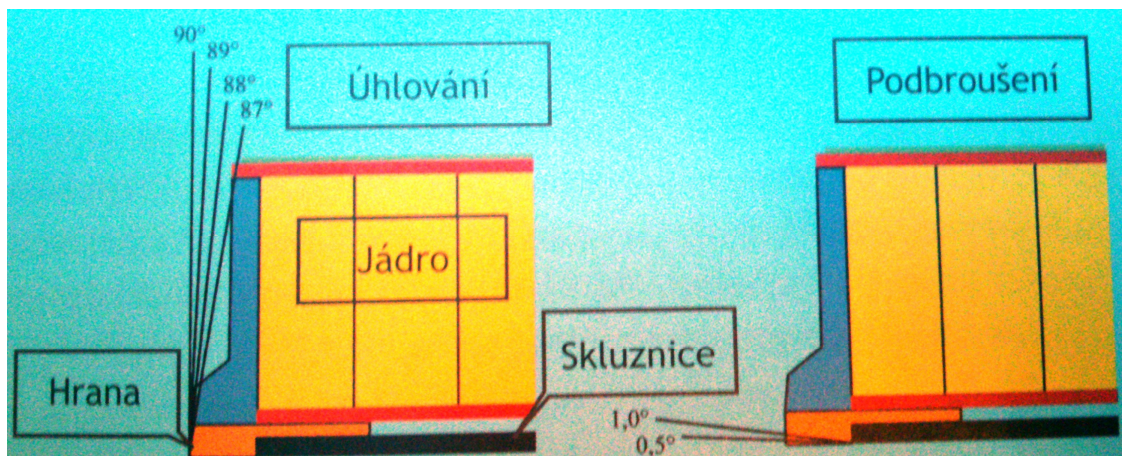 90°
89°
88°
87°
Úhlování
Podbroušení
Jádro
Hrana
Skluznice
1,0°
0,5°